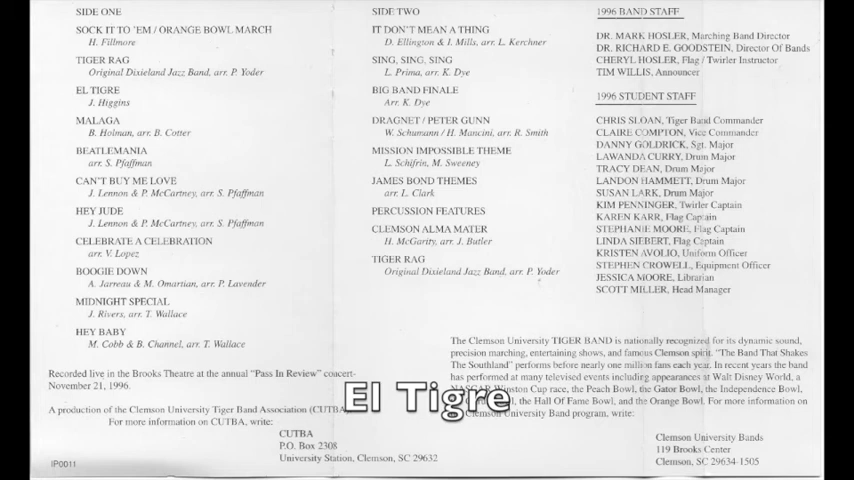 SIDE ONE
SOCK IT TO 'EM / ORANGE BOWL MARCH
H. Fillmore
TIGER RAG
Original Dixieland Jazz Band, arr. P. Yoder
EL TIGRE
J. Higgins
MALAGA
B. Holman, arr. B. Cotter
BEATLEMANIA
arr. S. Pfaffman
CAN'T BUY ME LOVE
J. Lennon & P. McCartney, arr. S. Pfaffman
HEY JUDE
J. Lennon & P. McCartney, arr. S. Pfaffman
CELEBRATE A CELEBRATION
arr. V. Lopez
BOOGIE DOWN
A. Jarreau & M. Omartian, arr. P. Lavender
MIDNIGHT SPECIAL
J. Rivers, arr. T. Wallace
HEY BABY
M. Cobb & B. Channel, arr. T. Wallace
Recorded live in the Brooks Theatre at the annual "Pass In Review" concert-
November 21, 1996.
A production of the Clemson University Tiger Band Association (CUTBA)
For more information on CUTBA, write:
CUTBA
P.O. Box 2308
University Station, Clemson, SC 29632
IP0011
SIDE TWO
IT DON'T MEAN A THING
D. Ellington & I. Mills, arr. L. Kerchner
SING, SING, SING
L. Prima, arr. K. Dye
BIG BAND FINALE
Arr. K. Dye
DRAGNET / PETER GUNN
W. Schumann / H. Mancini, arr. R. Smith
MISSION IMPOSSIBLE THEME
L. Schifrin, M. Sweeney
JAMES BOND THEMES
arr. L. Clark
PERCUSSION FEATURES
CLEMSON ALMA MATER
H. McGarity, arr. J. Butler
TIGER RAG
Original Dixieland Jazz Band, arr. P. Yoder
1996 BAND STAFF
DR. MARK HOSLER, Marching Band Director
DR. RICHARD E. GOODSTEIN, Director Of Bands
CHERYL HOSLER, Flag / Twirler Instructor
TIM WILLIS, Announcer
1996 STUDENT STAFF
CHRIS SLOAN, Tiger Band Commander
CLAIRE COMPTON, Vice Commander
DANNY GOLDRICK, Sgt. Major
LAWANDA CURRY, Drum Major
TRACY DEAN, Drum Major
LANDON HAMMETT, Drum Major
SUSAN LARK, Drum Major
KIM PENNINGER, Twirler Captain
KAREN KARR, Flag Captain
STEPHANIE MOORE, Flag Captain
LINDA SIEBERT, Flag Captain
KRISTEN AVOLIO, Uniform Officer
STEPHEN CROWELL, Equipment Officer
JESSICA MOORE, Librarian
SCOTT MILLER, Head Manager
The Clemson University TIGER BAND is nationally recognized for its dynamic sound,
precision marching, entertaining shows, and famous Clemson spirit. "The Band That Shakes
The Southland" performs before nearly one million fans each year. In recent years the band
has performed at many televised events including appearances at Walt Disney World, a
NASCAR Winston Cup race, the Peach Bowl, the Gator Bowl, the Independence Bowl,
the Hall Of Fame Bowl, and the Orange Bowl. For more information on
Clemson University Band program, write:
Clemson University Bands
119 Brooks Center
Clemson, SC 29634-1505
El Tigre